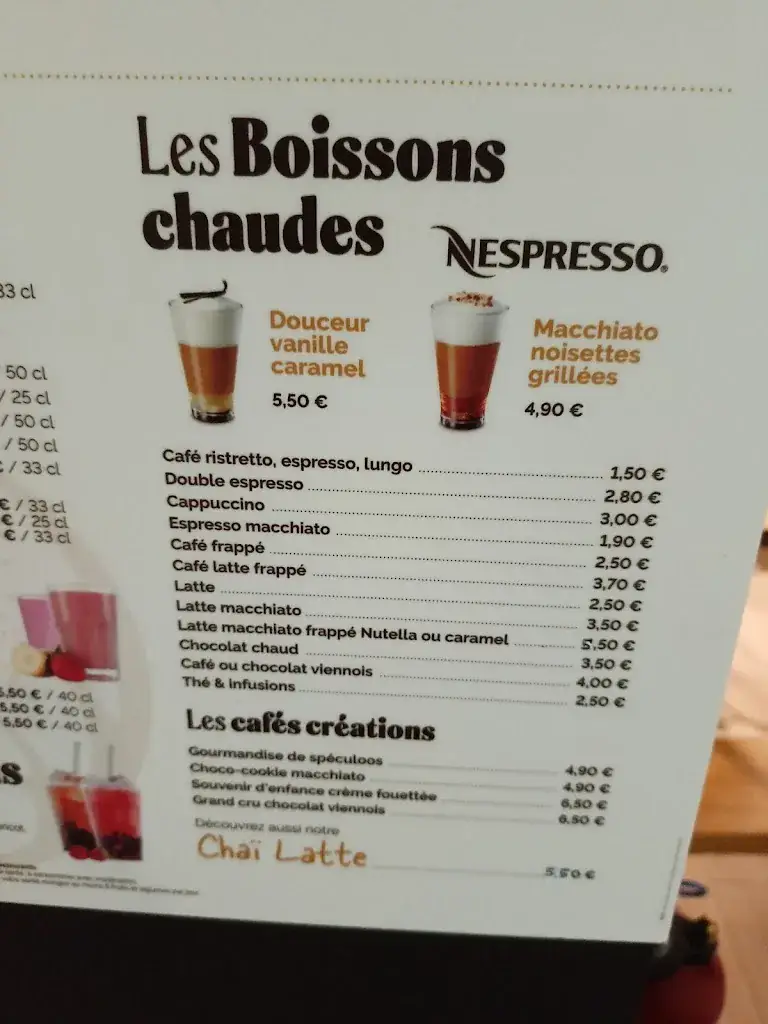 Les Boissons
chaudes
NESPRESSO®
Douceur
vanille
caramel
5,50 €
Macchiato
noisettes
grillées
4,90 €
Café ristretto, espresso, lungo 1,50 €
Double espresso 2,80 €
Cappuccino 3,00 €
Espresso macchiato 1,90 €
Café frappé 2,50 €
Café latte frappé 3,70 €
Latte 2,50 €
Latte macchiato 3,50 €
Latte macchiato frappé Nutella ou caramel 5,50 €
Chocolat chaud 3,50 €
Café ou chocolat viennois 4,00 €
Thé & infusions 2,50 €
Les cafés créations
Gourmandise de spéculoos 4,90 €
Choco-cookie macchiato 4,90 €
Souvenir d'enfance crème fouettée 6,50 €
Grand cru chocolat viennois 6,50 €
Découvrez aussi notre
Chaï Latte 5,50 €
33 cl
50 cl
/ 25 cl
/ 50 cl
/ 50 cl
/ 33 cl
€ / 33 cl
€ / 25 cl
€ / 33 cl
5,50 € / 40 cl
5,50 € / 40 cl
5,50 € / 40 cl
s